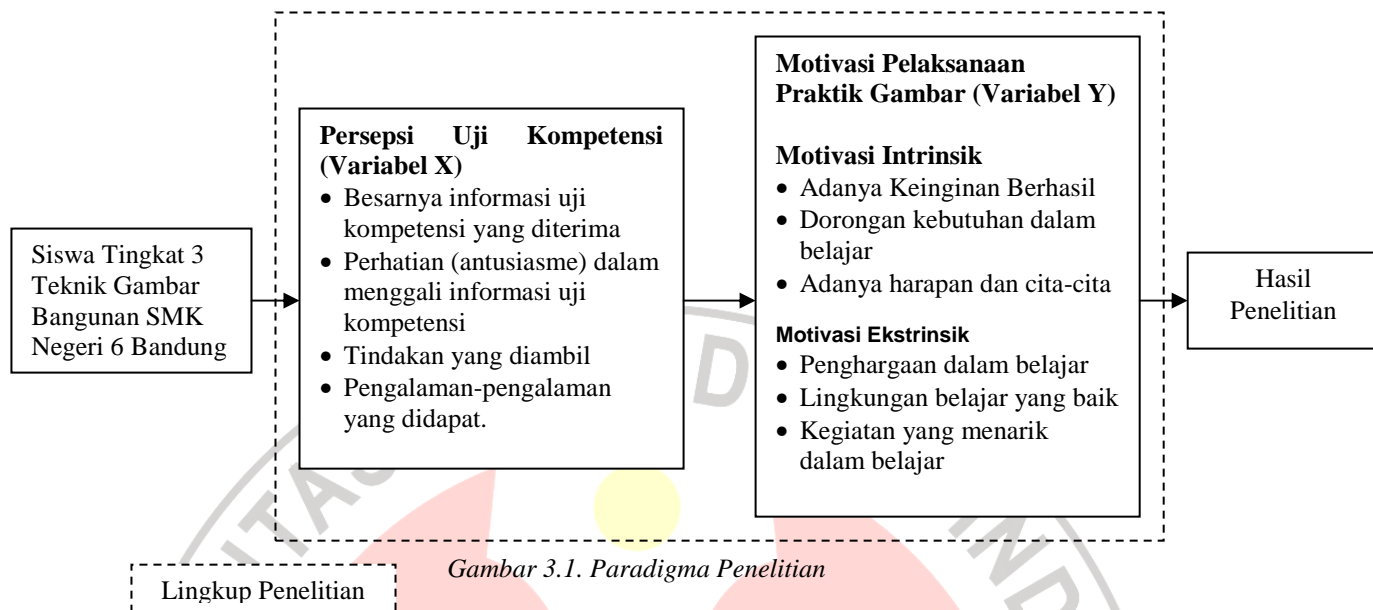 Siswa Tingkat 3
Teknik Gambar
Bangunan SMK
Negeri 6 Bandung
Persepsi Uji Kompetensi
(Variabel X)
• Besarnya informasi uji
kompetensi yang diterima
• Perhatian (antusiasme) dalam
menggali informasi uji
kompetensi
• Tindakan yang diambil
• Pengalaman-pengalaman
yang didapat.
Motivasi Pelaksanaan
Praktik Gambar (Variabel Y)
Motivasi Intrinsik
• Adanya Keinginan Berhasil
• Dorongan kebutuhan dalam
belajar
• Adanya harapan dan cita-cita
Motivasi Ekstrinsik
• Penghargaan dalam belajar
• Lingkungan belajar yang baik
• Kegiatan yang menarik
dalam belajar
Hasil
Penelitian
Gambar 3.1. Paradigma Penelitian
Lingkup Penelitian